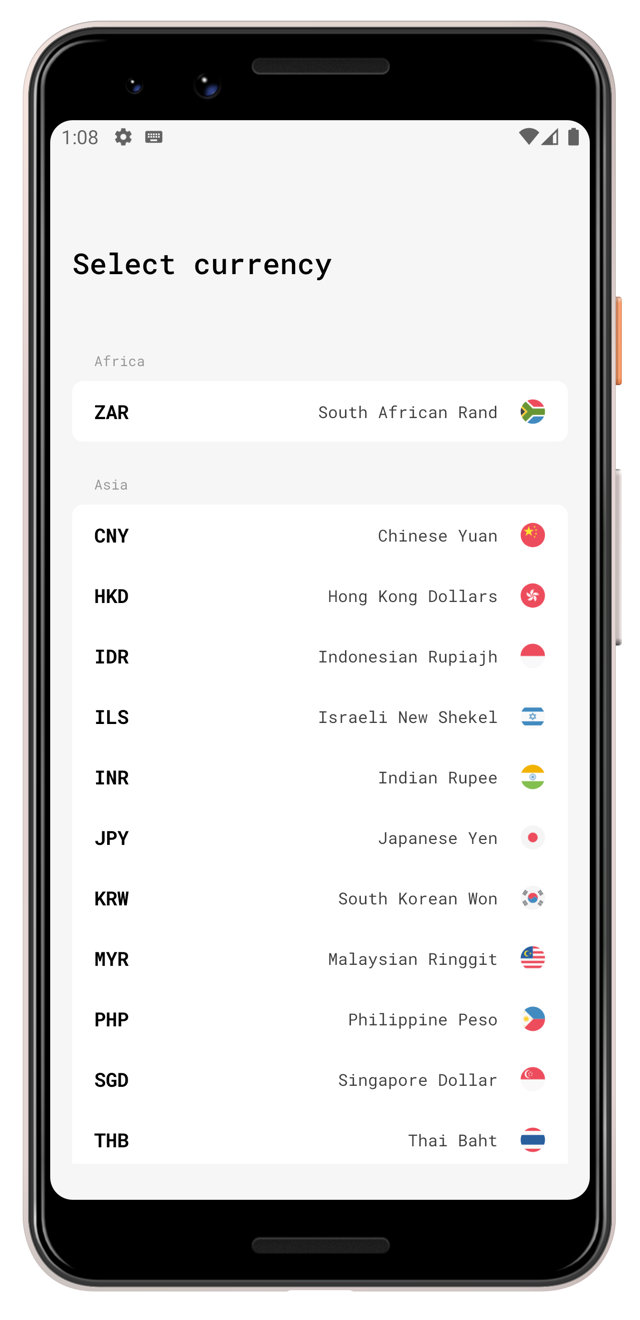 1:08
Select currency
Africa
ZAR South African Rand
Asia
CNY Chinese Yuan
HKD Hong Kong Dollars
IDR Indonesian Rupiajh
ILS Israeli New Shekel
INR Indian Rupee
JPY Japanese Yen
KRW South Korean Won
MYR Malaysian Ringgit
PHP Philippine Peso
SGD Singapore Dollar
THB Thai Baht